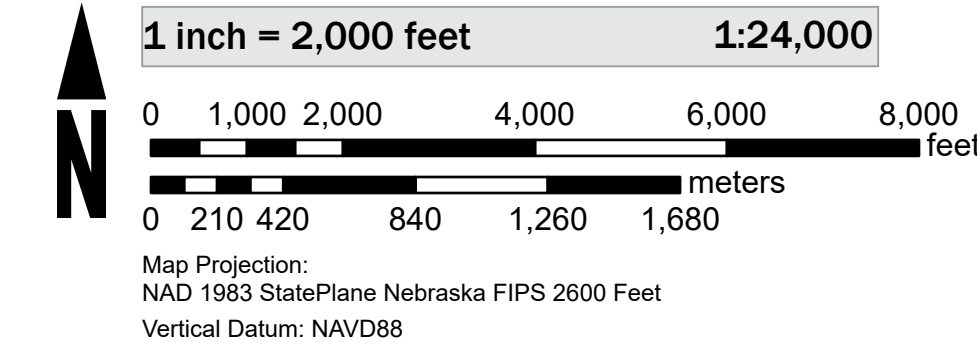 1 inch = 2,000 feet 1:24,000
0 1,000 2,000 4,000 6,000 8,000
feet
meters
0 210 420 840 1,260 1,680
N
Map Projection:
NAD 1983 StatePlane Nebraska FIPS 2600 Feet
Vertical Datum: NAVD88